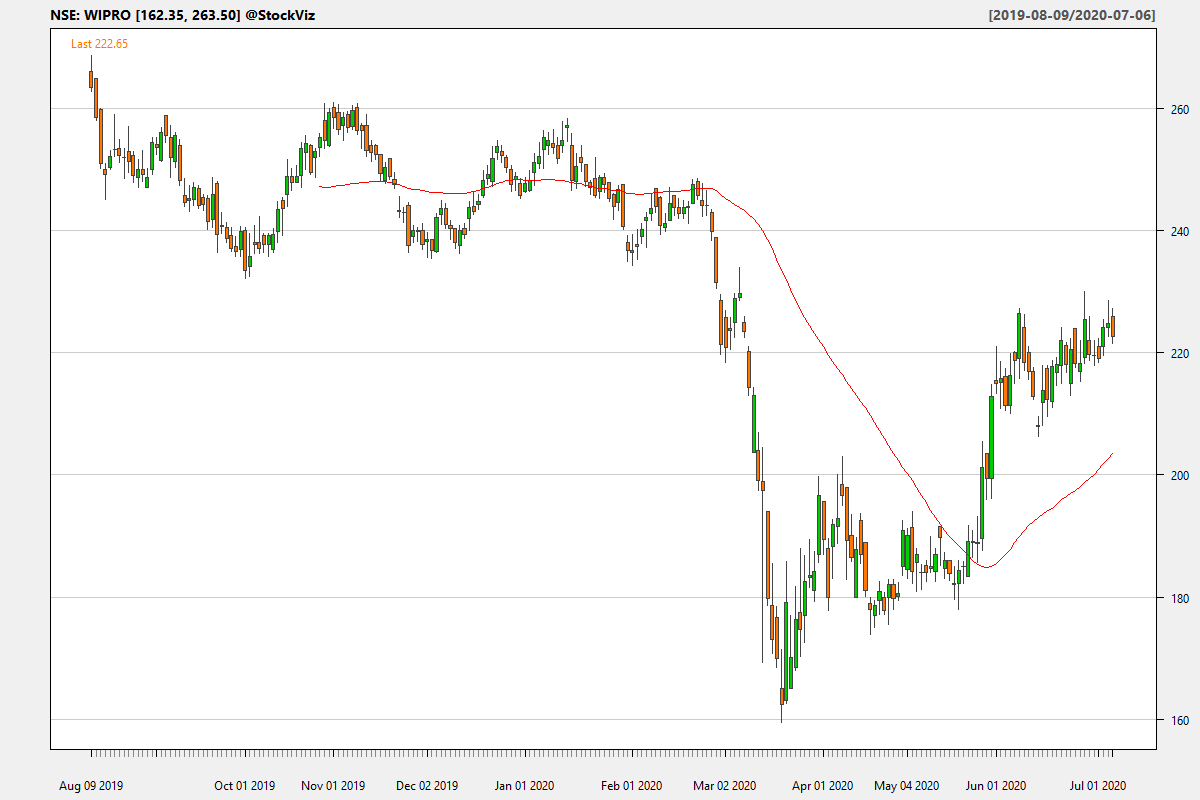 NSE: WIPRO [162.35, 263.50] @StockViz
[2019-08-09/2020-07-06]
Last 222.65
260
240
220
200
180
160
Aug 09 2019
Oct 01 2019
Nov 01 2019
Dec 02 2019
Jan 01 2020
Feb 01 2020
Mar 02 2020
Apr 01 2020
May 04 2020
Jun 01 2020
Jul 01 2020